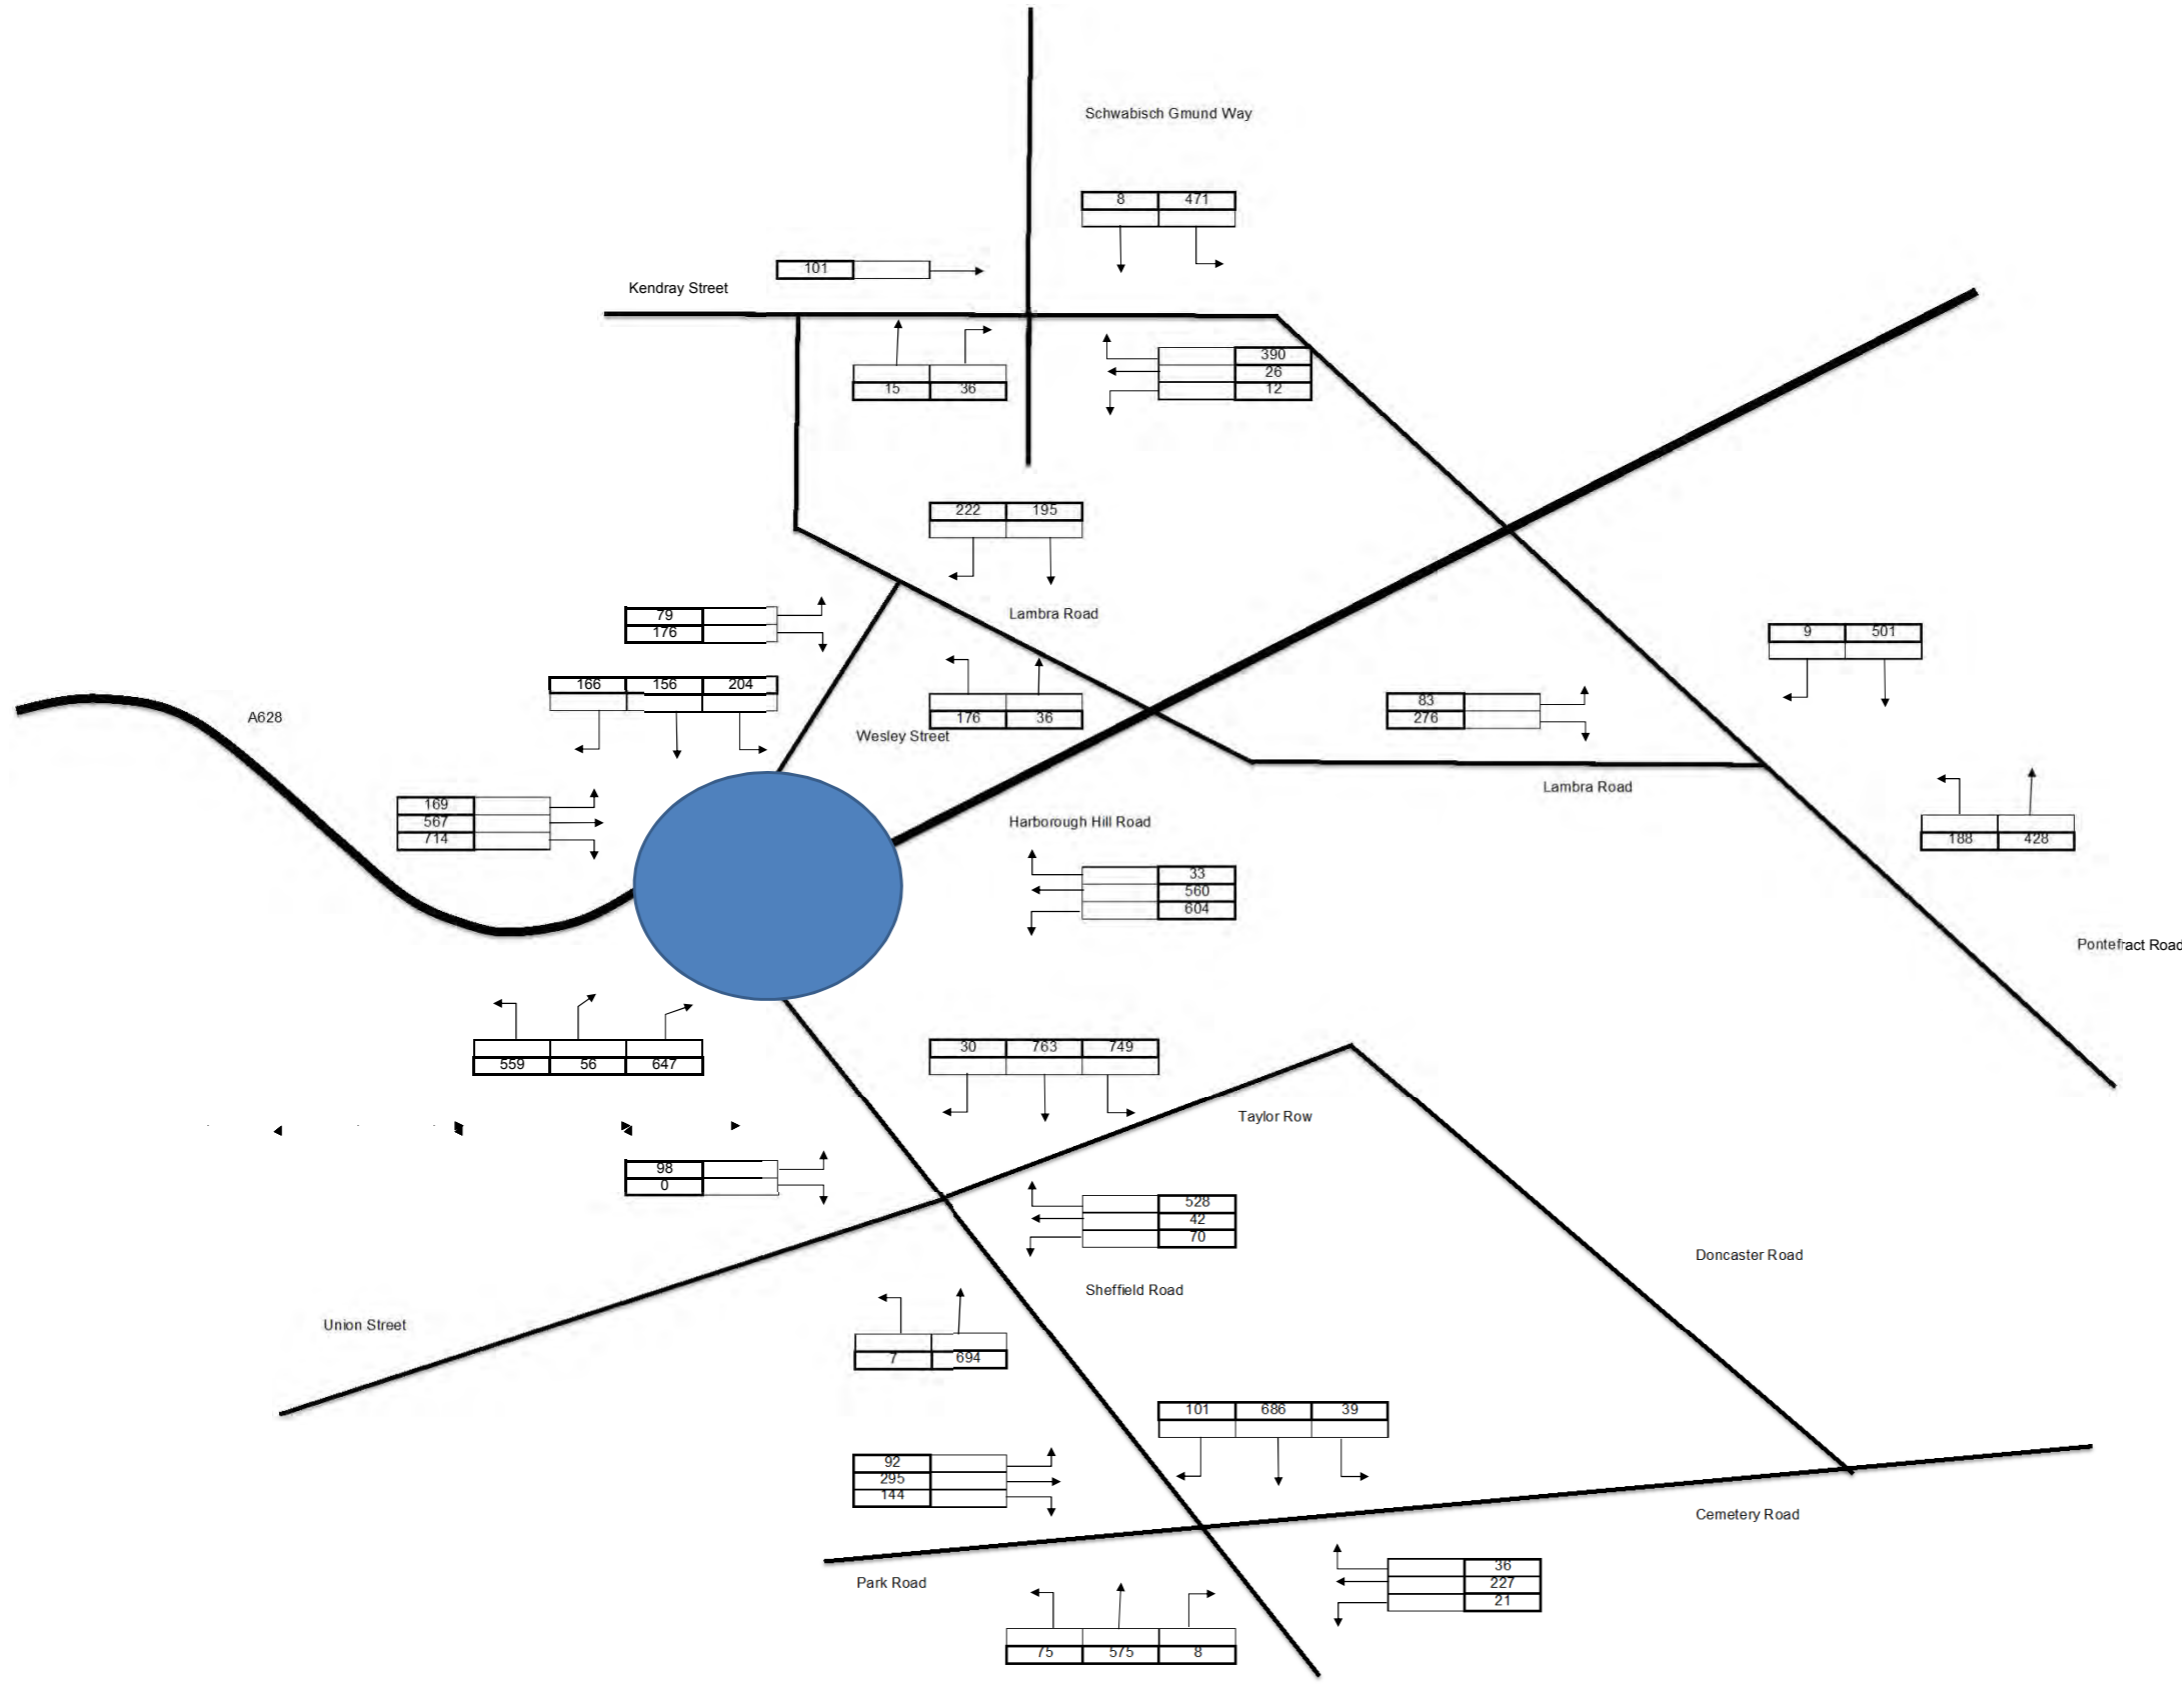 Schwabisch Gmund Way
8 471
101
Kendray Street
390
26
12
15 36
222 195
79
176
Lambra Road
9 501
166 156 204
176 36
83
276
A628
Wesley Street
Lambra Road
169
567
714
Harborough Hill Road
188 428
33
560
604
Pontefract Road
30 763 749
559 56 647
Taylor Row
98
0
528
42
70
Doncaster Road
Sheffield Road
Union Street
7 694
101 686 39
92
295
144
Cemetery Road
36
227
21
Park Road
75 575 8